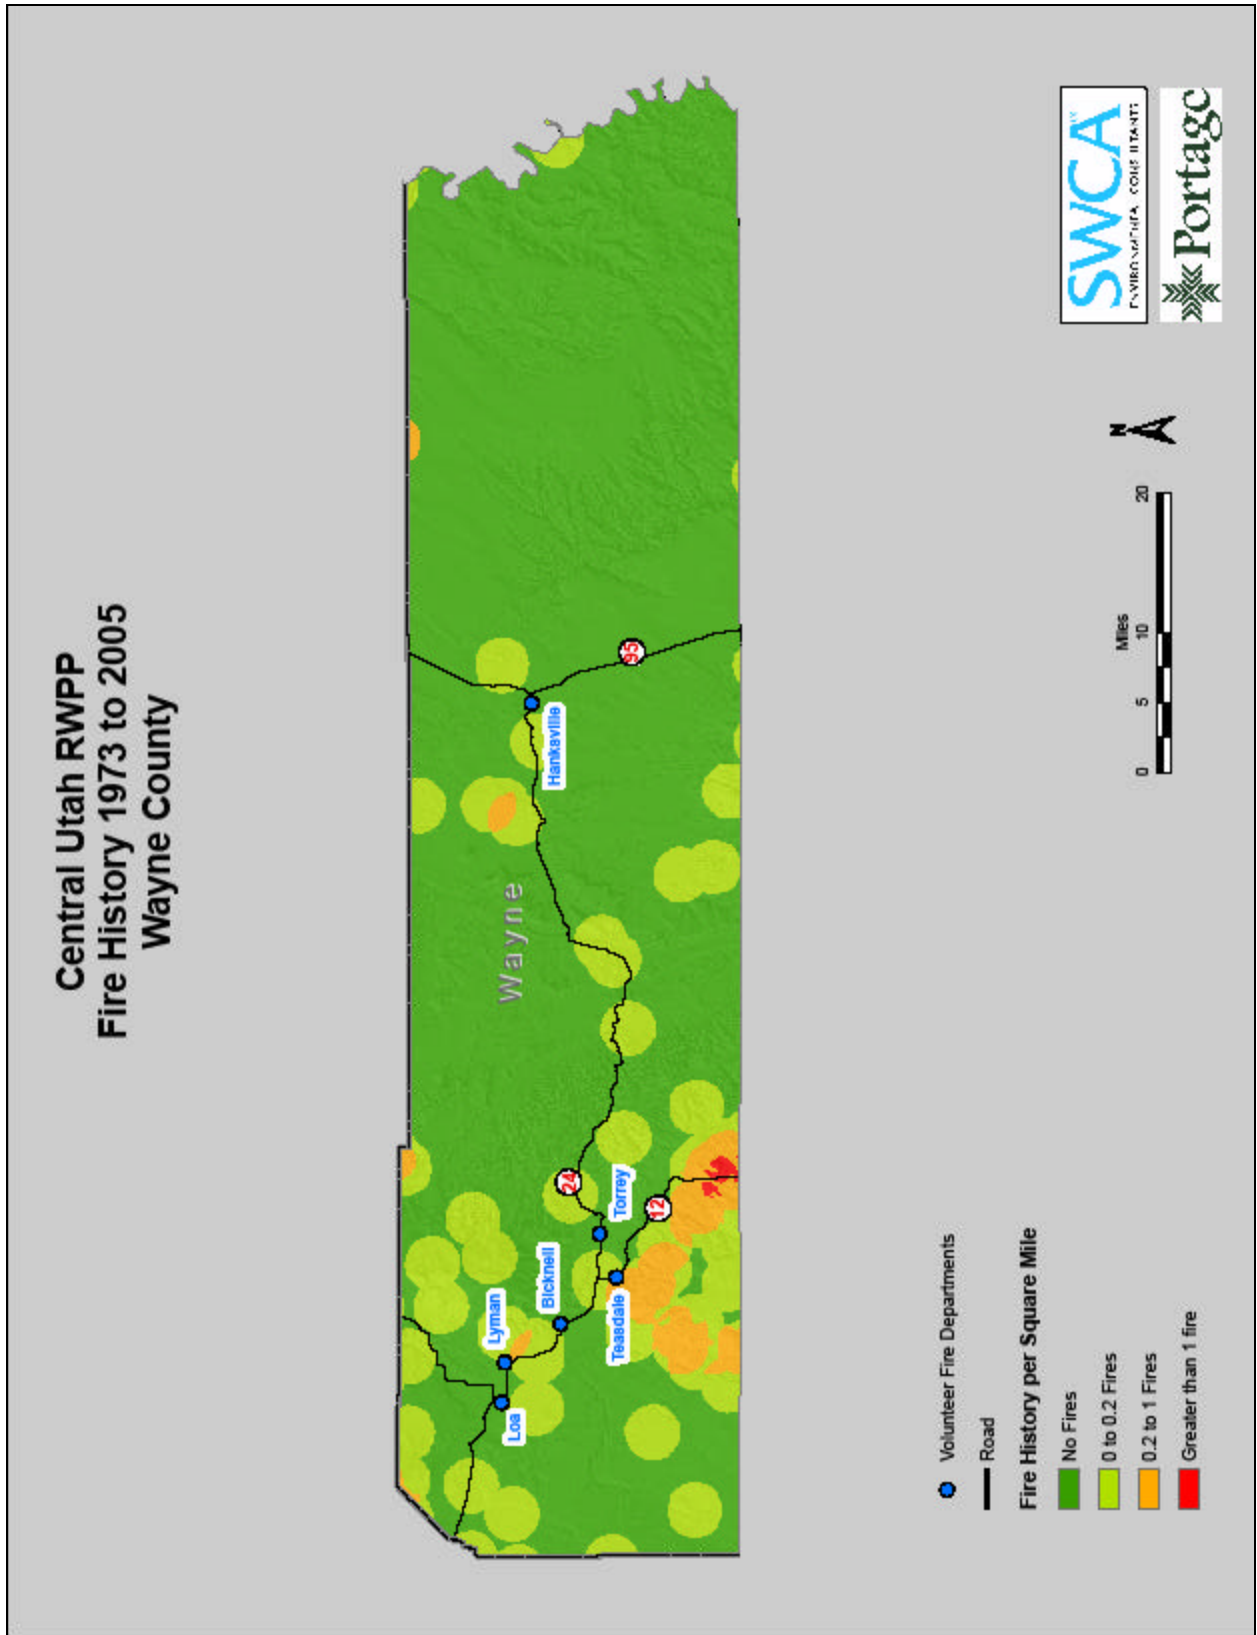 Central Utah RWPP
Fire History 1973 to 2005
Wayne County
Wayne
Loa
Lyman
Bicknell
Teasdale
Torrey
Hanksville
24
12
95
Volunteer Fire Departments
Road
Fire History per Square Mile
No Fires
0 to 0.2 Fires
0.2 to 1 Fires
Greater than 1 fire
Miles
0 5 10 20
N
SWCA
ENVIRONMENTAL CONSULTANTS
Portage